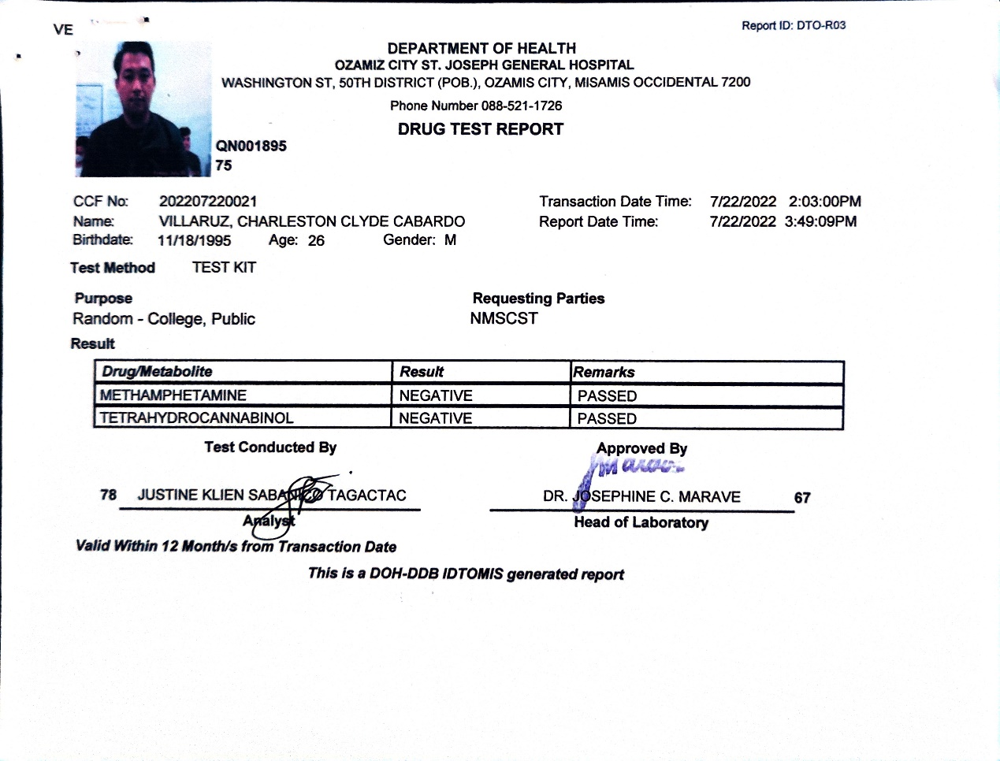 VE
Report ID: DTO-R03
DEPARTMENT OF HEALTH
OZAMIZ CITY ST. JOSEPH GENERAL HOSPITAL
WASHINGTON ST, 50TH DISTRICT (POB.), OZAMIS CITY, MISAMIS OCCIDENTAL 7200
Phone Number 088-521-1726
DRUG TEST REPORT
QN001895
75
CCF No: 202207220021 Transaction Date Time: 7/22/2022 2:03:00PM
Name: VILLARUZ, CHARLESTON CLYDE CABARDO Report Date Time: 7/22/2022 3:49:09PM
Birthdate: 11/18/1995 Age: 26 Gender: M
Test Method TEST KIT
Purpose Requesting Parties
Random - College, Public NMSCST
Result
Drug/Metabolite Result Remarks
METHAMPHETAMINE NEGATIVE PASSED
TETRAHYDROCANNABINOL NEGATIVE PASSED
Test Conducted By Approved By
78 JUSTINE KLIEN TAGACTAC DR. JOSEPHINE C. MARAVE 67
Analyst Head of Laboratory
Valid Within 12 Month/s from Transaction Date
This is a DOH-DDB IDTOMIS generated report